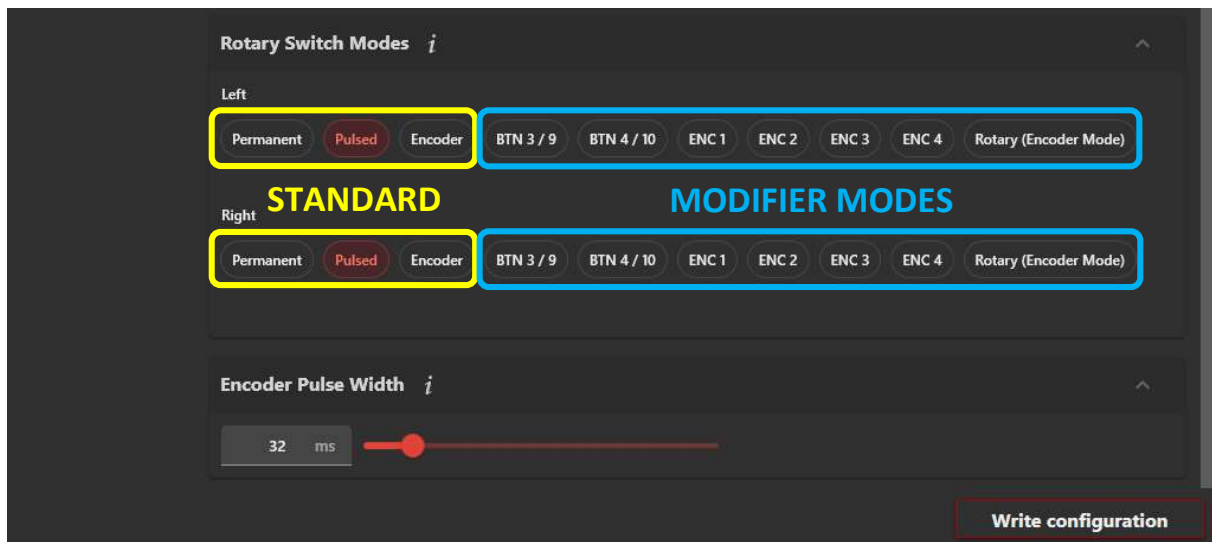 Rotary Switch Modes i
Left
Permanent Pulsed Encoder BTN 3 / 9 BTN 4 / 10 ENC 1 ENC 2 ENC 3 ENC 4 Rotary (Encoder Mode)
STANDARD MODIFIER MODES
Right
Permanent Pulsed Encoder BTN 3 / 9 BTN 4 / 10 ENC 1 ENC 2 ENC 3 ENC 4 Rotary (Encoder Mode)
Encoder Pulse Width i
32 ms
Write configuration